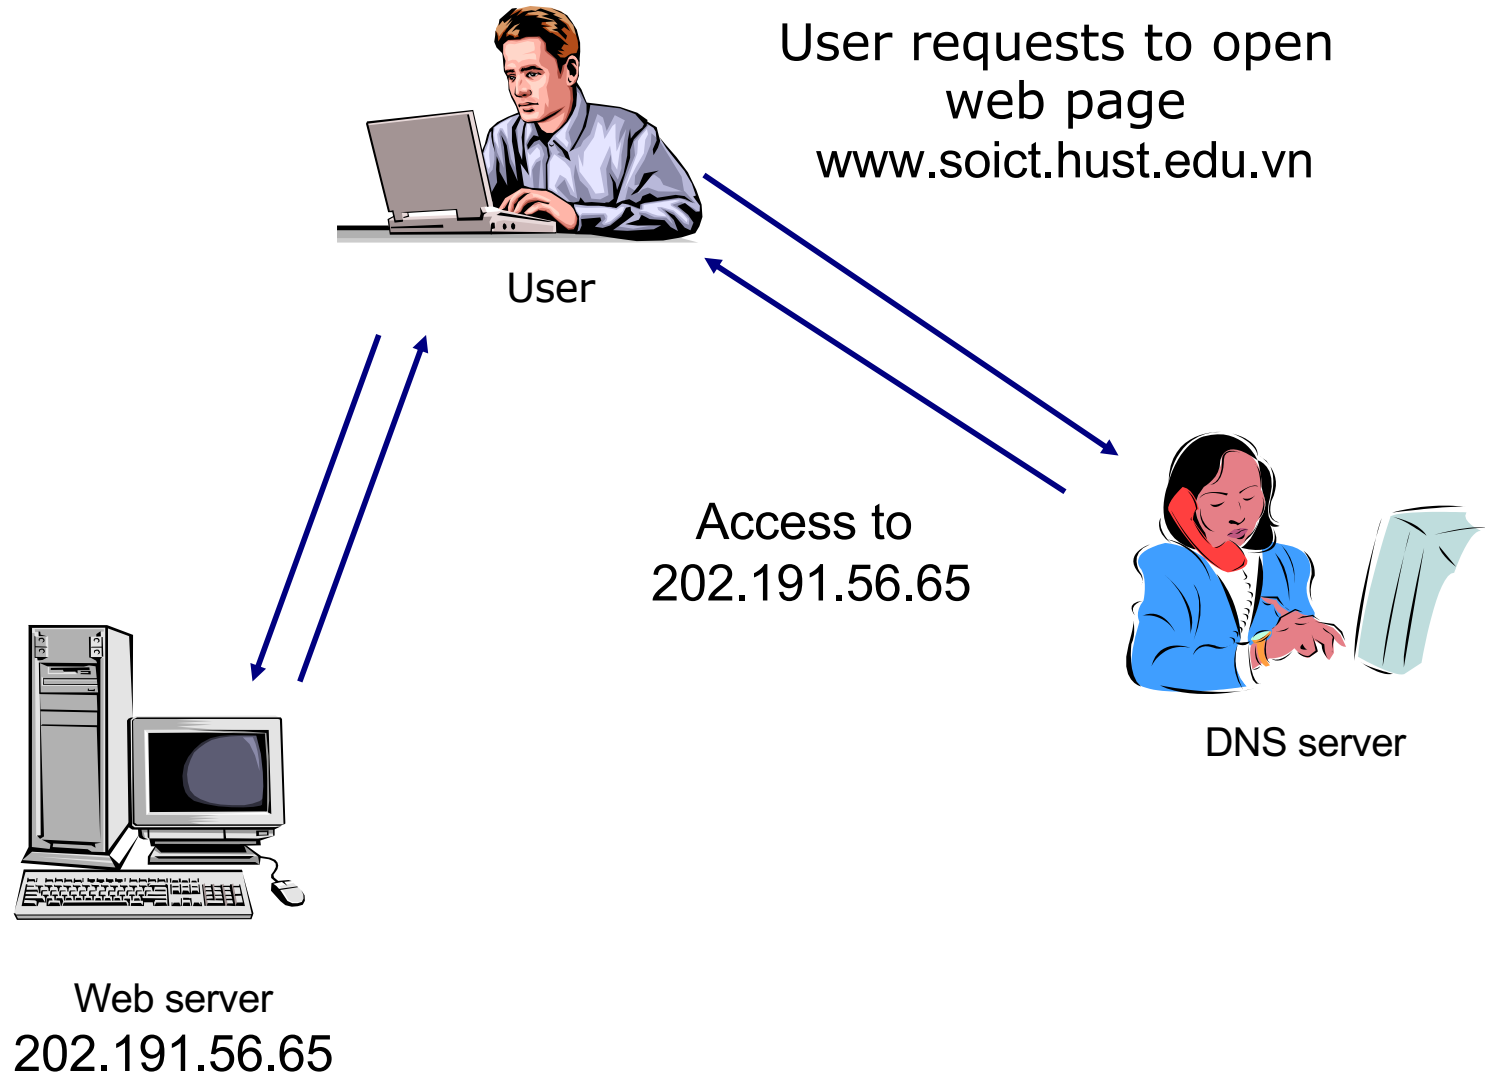 User requests to open
web page
www.soict.hust.edu.vn
User
Access to
202.191.56.65
DNS server
Web server
202.191.56.65